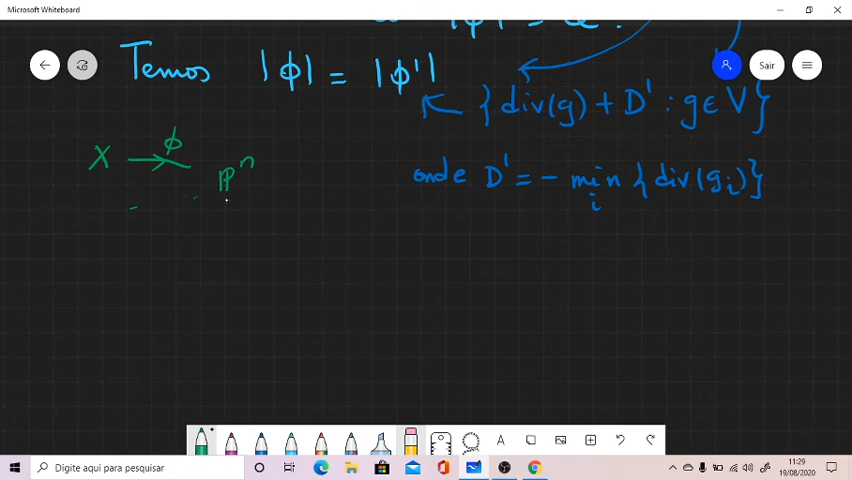 Microsoft Whiteboard
Temos |ϕ| = |ϕ'|
{div(g) + D' : g ∈ V}
X → ϕ ℙⁿ
onde D' = - min {div(gᵢ)}
i
Sair
Digite aqui para pesquisar
11:29
19/08/2020